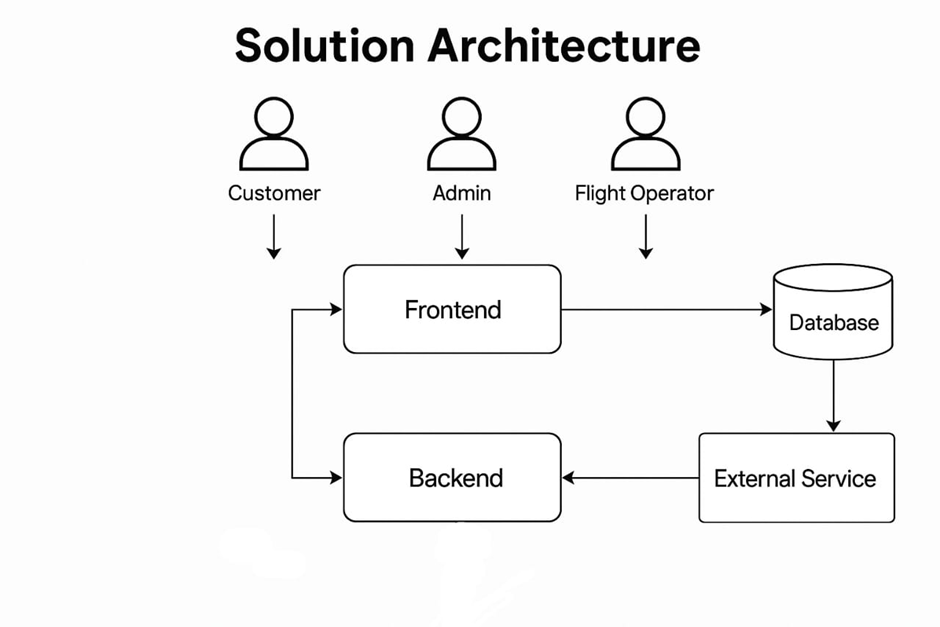 Solution Architecture
Customer
Admin
Flight Operator
Frontend
Database
Backend
External Service